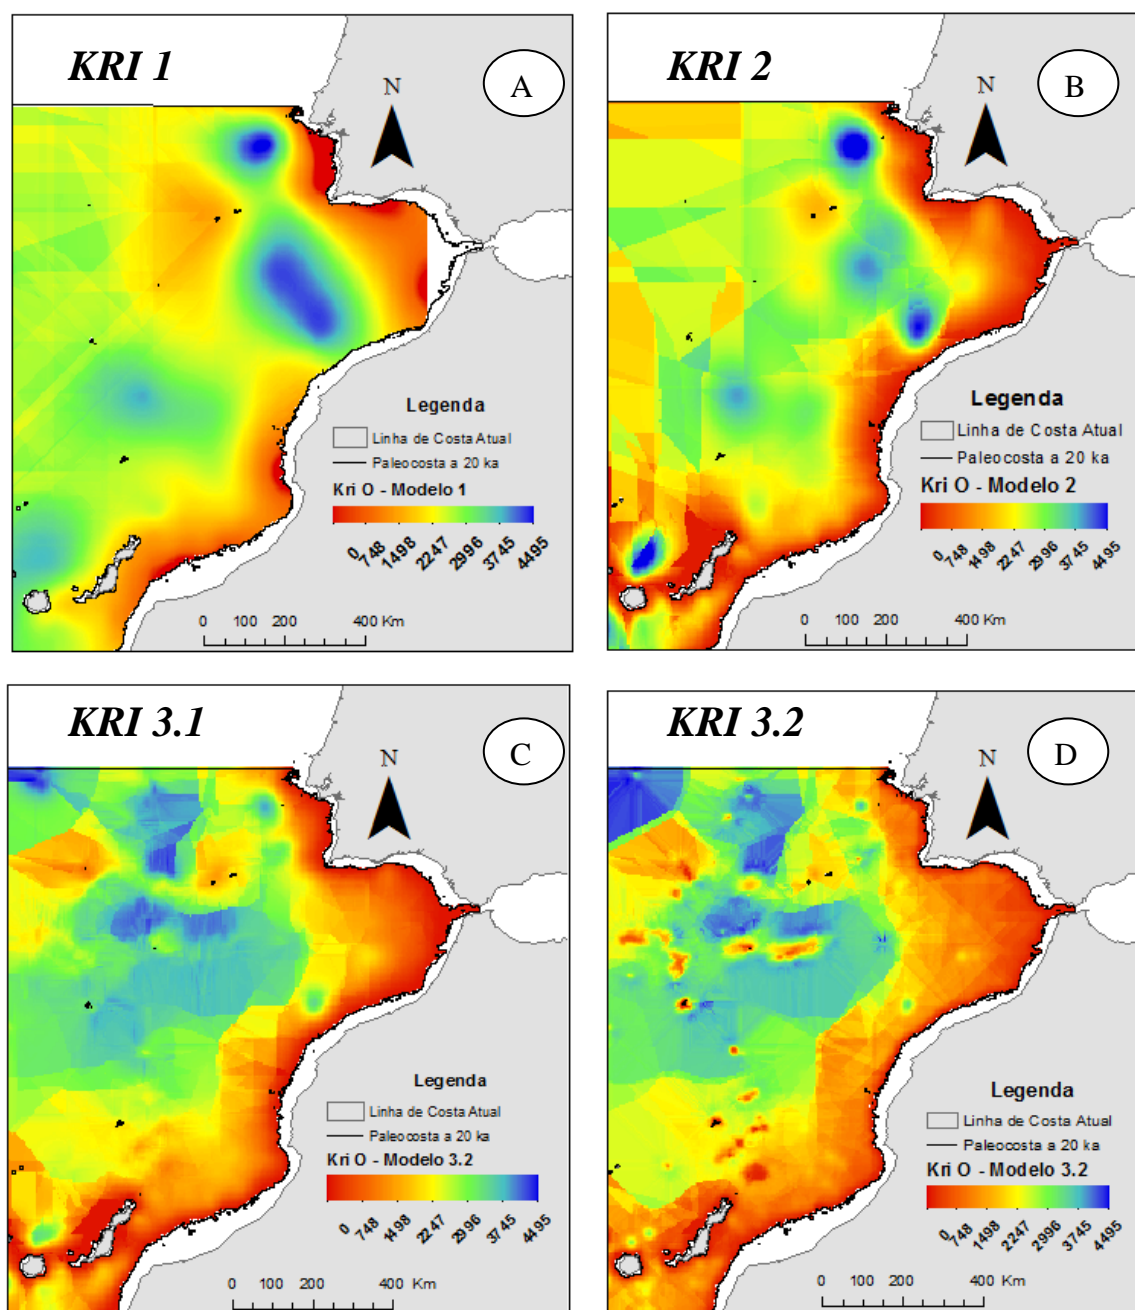 KRI 1
A
N
Legenda
Linha de Costa Atual
Paleocosta a 20 ka
Kri O - Modelo 1
0 748 1498 2247 2996 3745 4495
0 100 200 400 Km
KRI 2
B
N
Legenda
Linha de Costa Atual
Paleocosta a 20 ka
Kri O - Modelo 2
0 748 1498 2247 2996 3745 4495
0 100 200 400 Km
KRI 3.1
C
N
Legenda
Linha de Costa Atual
Paleocosta a 20 ka
Kri O - Modelo 3.2
0 748 1498 2247 2996 3745 4495
0 100 200 400 Km
KRI 3.2
D
N
Legenda
Linha de Costa Atual
Paleocosta a 20 ka
Kri O - Modelo 3.2
0 748 1498 2247 2996 3745 4495
0 100 200 400 Km